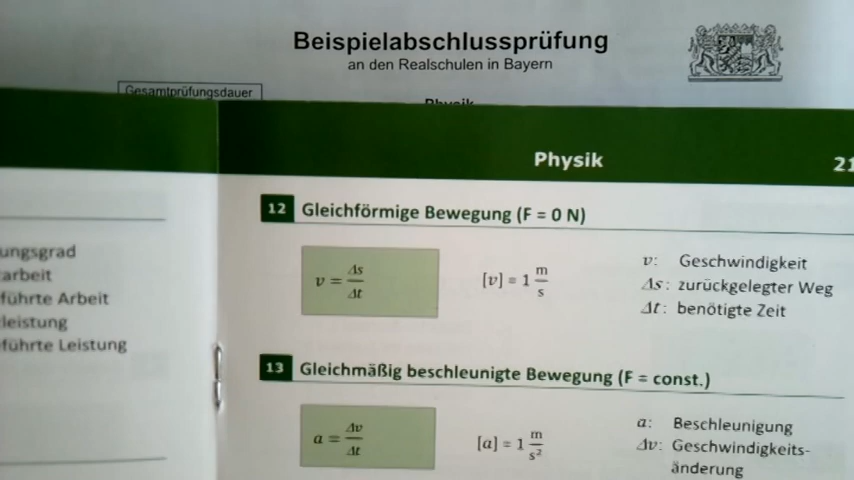 Beispielabschlussprüfung
an den Realschulen in Bayern
Gesamtprüfungsdauer
Physik
Physik
21
12 Gleichförmige Bewegung (F = 0 N)
v = Δs/Δt
[v] = 1 m/s
v: Geschwindigkeit
Δs: zurückgelegter Weg
Δt: benötigte Zeit
ungsgrad
arbeit
führte Arbeit
leistung
führte Leistung
13 Gleichmäßig beschleunigte Bewegung (F = const.)
a = Δv/Δt
[a] = 1 m/s²
a: Beschleunigung
Δv: Geschwindigkeits-
änderung